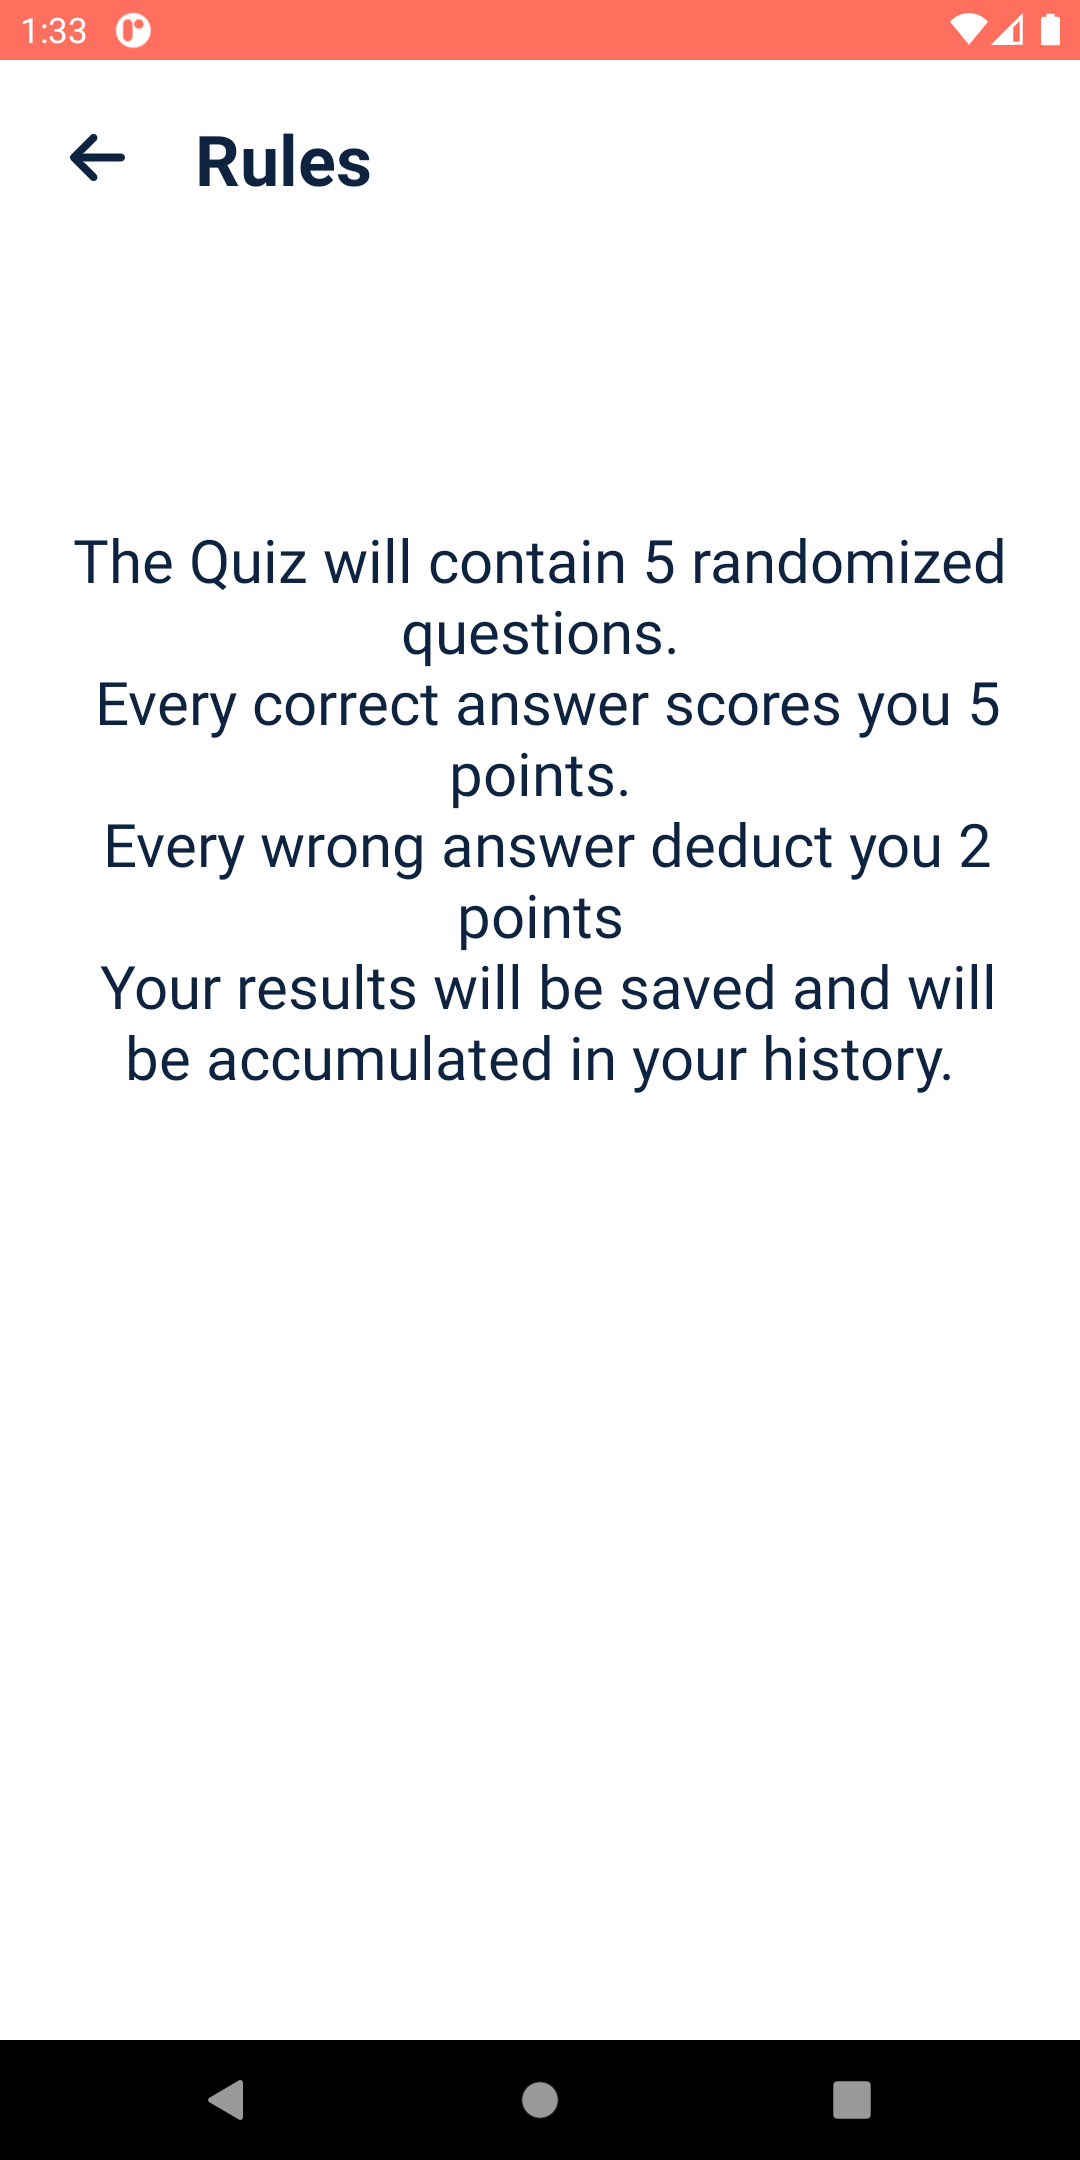 1:33
Rules
The Quiz will contain 5 randomized
questions.
Every correct answer scores you 5
points.
Every wrong answer deduct you 2
points
Your results will be saved and will
be accumulated in your history.